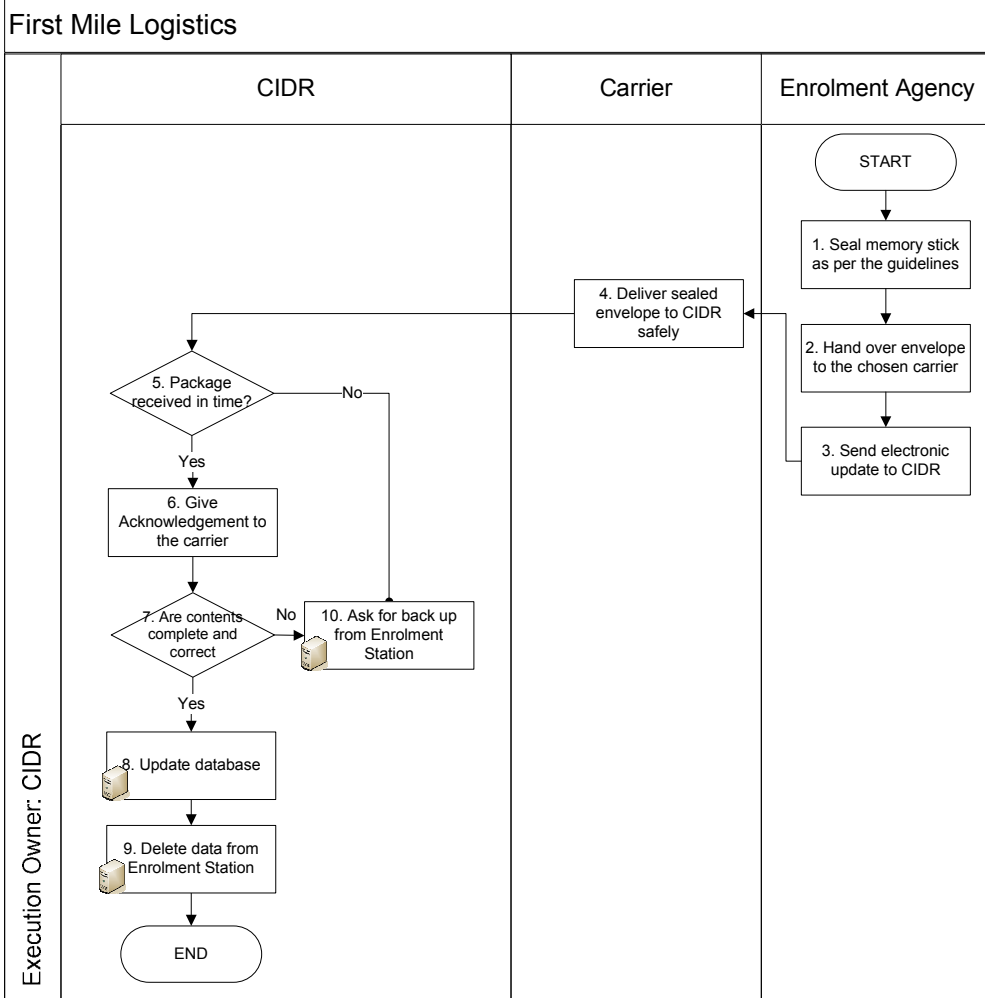 First Mile Logistics
CIDR
Carrier
Enrolment Agency
START
1. Seal memory stick
as per the guidelines
2. Hand over envelope
to the chosen carrier
3. Send electronic
update to CIDR
4. Deliver sealed
envelope to CIDR
safely
5. Package
received in time?
No
Yes
6. Give
Acknowledgement to
the carrier
7. Are contents
complete and
correct
No
10. Ask for back up
from Enrolment
Station
Yes
8. Update database
9. Delete data from
Enrolment Station
END
Execution Owner: CIDR